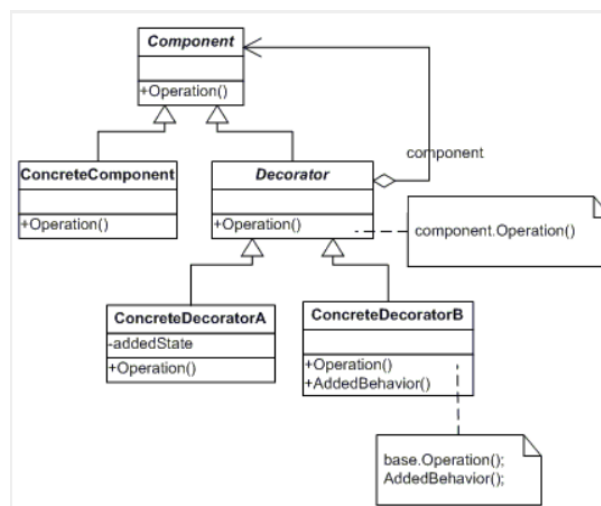 Component
+Operation()
component
ConcreteComponent
+Operation()
Decorator
+Operation()
component.Operation()
ConcreteDecoratorA
-addedState
+Operation()
ConcreteDecoratorB
+Operation()
+AddedBehavior()
base.Operation();
AddedBehavior();